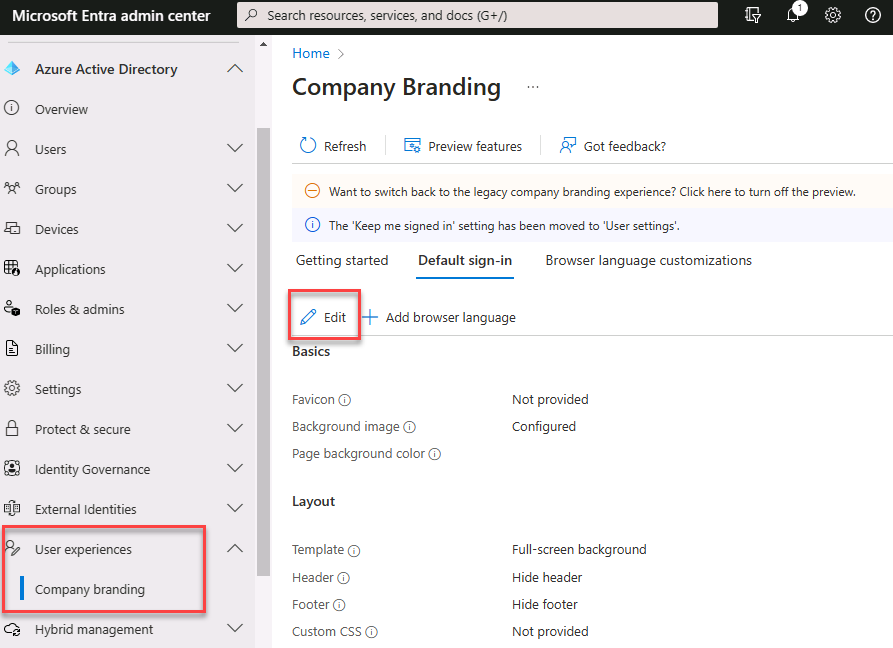 Microsoft Entra admin center
Search resources, services, and docs (G+/)
1
Azure Active Directory
Overview
Users
Groups
Devices
Applications
Roles & admins
Billing
Settings
Protect & secure
Identity Governance
External Identities
User experiences
Company branding
Hybrid management
Home
Company Branding
...
Refresh
Preview features
Got feedback?
Want to switch back to the legacy company branding experience? Click here to turn off the preview.
The 'Keep me signed in' setting has been moved to 'User settings'.
Getting started Default sign-in Browser language customizations
Edit Add browser language
Basics
Favicon Not provided
Background image Configured
Page background color
Layout
Template Full-screen background
Header Hide header
Footer Hide footer
Custom CSS Not provided